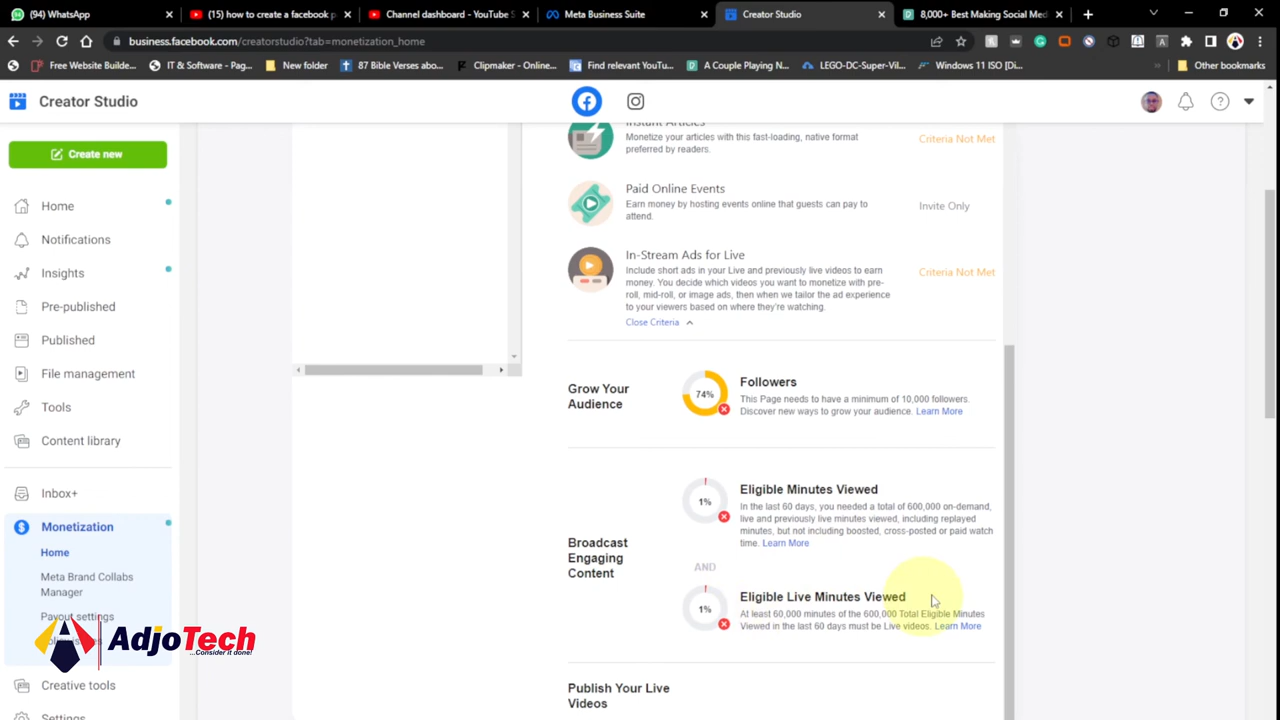 (94) WhatsApp
(15) how to create a facebook p
Channel dashboard - YouTube S
Meta Business Suite
Creator Studio
8,000+ Best Making Social Med
business.facebook.com/creatorstudio?tab=monetization_home
Free Website Builde...
IT & Software - Pag...
New folder
87 Bible Verses abo...
Clipmaker - Online...
Find relevant YouTu...
A Couple Playing N...
LEGO-DC-Super-Vil...
Windows 11 ISO [Di...
Other bookmarks
Creator Studio
Create new
Home
Notifications
Insights
Pre-published
Published
File management
Tools
Content library
Inbox+
Monetization
Home
Meta Brand Collabs
Manager
Payout settings
Creative tools
Settings
AdjoTech
...Consider it done!
Instant Articles
Monetize your articles with this fast-loading, native format
preferred by readers.
Criteria Not Met
Paid Online Events
Earn money by hosting events online that guests can pay to
attend.
Invite Only
In-Stream Ads for Live
Include short ads in your Live and previously live videos to earn
money. You decide which videos you want to monetize with pre-
roll, mid-roll, or image ads, then when we tailor the ad experience
to your viewers based on where they're watching.
Criteria Not Met
Close Criteria
Grow Your
Audience
74%
Followers
This Page needs to have a minimum of 10,000 followers.
Discover new ways to grow your audience. Learn More
Broadcast
Engaging
Content
1%
Eligible Minutes Viewed
In the last 60 days, you needed a total of 600,000 on-demand,
live and previously live minutes viewed, including replayed
minutes, but not including boosted, cross-posted or paid watch
time. Learn More
AND
1%
Eligible Live Minutes Viewed
At least 60,000 minutes of the 600,000 Total Eligible Minutes
Viewed in the last 60 days must be Live videos. Learn More
Publish Your Live
Videos